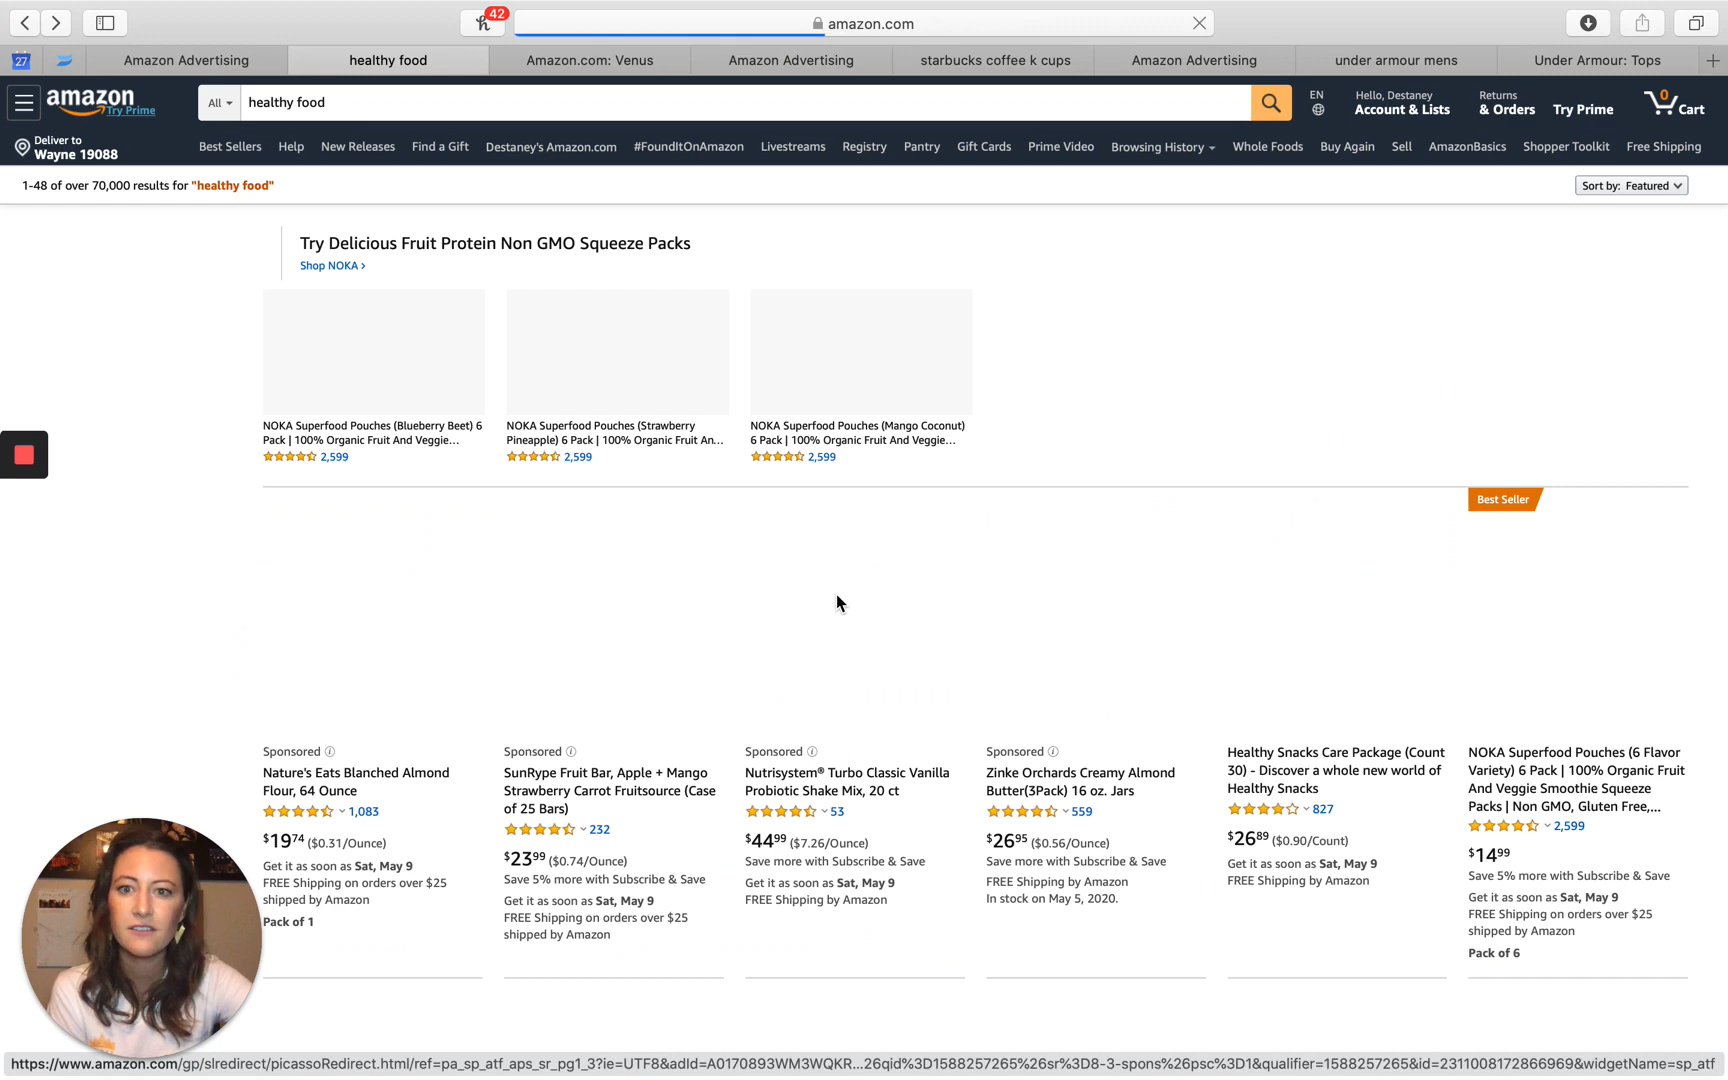 42
amazon.com
27
Amazon Advertising
healthy food
Amazon.com: Venus
Amazon Advertising
starbucks coffee k cups
Amazon Advertising
under armour mens
Under Armour: Tops
amazon
Try Prime
All
healthy food
EN
Hello, Destaney
Account & Lists
Returns
& Orders
Try Prime
0
Cart
Deliver to
Wayne 19088
Best Sellers
Help
New Releases
Find a Gift
Destaney's Amazon.com
#FoundItOnAmazon
Livestreams
Registry
Pantry
Gift Cards
Prime Video
Browsing History
Whole Foods
Buy Again
Sell
AmazonBasics
Shopper Toolkit
Free Shipping
1-48 of over 70,000 results for "healthy food"
Sort by: Featured
Try Delicious Fruit Protein Non GMO Squeeze Packs
Shop NOKA ›
NOKA Superfood Pouches (Blueberry Beet) 6
Pack | 100% Organic Fruit And Veggie...
2,599
NOKA Superfood Pouches (Strawberry
Pineapple) 6 Pack | 100% Organic Fruit An...
2,599
NOKA Superfood Pouches (Mango Coconut)
6 Pack | 100% Organic Fruit And Veggie...
2,599
Best Seller
Sponsored
Nature's Eats Blanched Almond
Flour, 64 Ounce
1,083
$19 74 ($0.31/Ounce)
Get it as soon as Sat, May 9
FREE Shipping on orders over $25
shipped by Amazon
Pack of 1
Sponsored
SunRype Fruit Bar, Apple + Mango
Strawberry Carrot Fruitsource (Case
of 25 Bars)
232
$23 99 ($0.74/Ounce)
Save 5% more with Subscribe & Save
Get it as soon as Sat, May 9
FREE Shipping on orders over $25
shipped by Amazon
Sponsored
Nutrisystem® Turbo Classic Vanilla
Probiotic Shake Mix, 20 ct
53
$44 99 ($7.26/Ounce)
Save more with Subscribe & Save
Get it as soon as Sat, May 9
FREE Shipping by Amazon
Sponsored
Zinke Orchards Creamy Almond
Butter(3Pack) 16 oz. Jars
559
$26 95 ($0.56/Ounce)
Save more with Subscribe & Save
FREE Shipping by Amazon
In stock on May 5, 2020.
Healthy Snacks Care Package (Count
30) - Discover a whole new world of
Healthy Snacks
827
$26 89 ($0.90/Count)
Get it as soon as Sat, May 9
FREE Shipping by Amazon
NOKA Superfood Pouches (6 Flavor
Variety) 6 Pack | 100% Organic Fruit
And Veggie Smoothie Squeeze
Packs | Non GMO, Gluten Free,...
2,599
$14 99
Save 5% more with Subscribe & Save
Get it as soon as Sat, May 9
FREE Shipping on orders over $25
shipped by Amazon
Pack of 6
https://www.amazon.com/gp/slredirect/picassoRedirect.html/ref=pa_sp_atf_aps_sr_pg1_3?ie=UTF8&adId=A0170893WM3WQKR...26qid%3D1588257265%26sr%3D8-3-spons%26psc%3D1&qualifier=1588257265&id=2311008172866969&widgetName=sp_atf